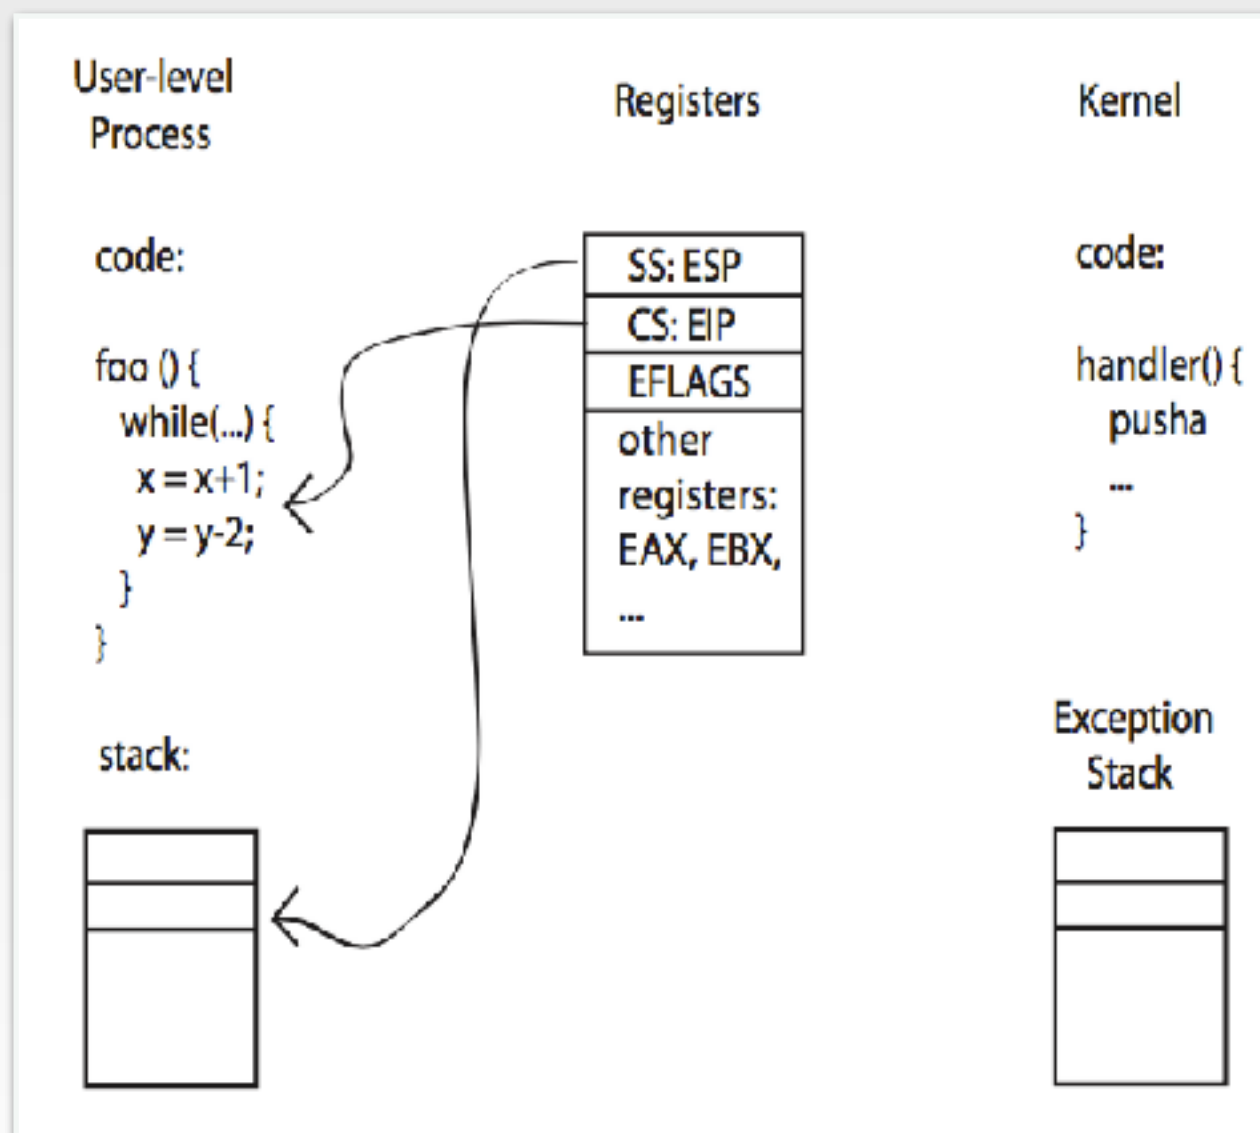 User-level
Process
code:
foo () {
while(...) {
x = x+1;
y = y-2;
}
}
stack:
Registers
SS: ESP
CS: EIP
EFLAGS
other
registers:
EAX, EBX,
...
Kernel
code:
handler() {
pusha
...
}
Exception
Stack